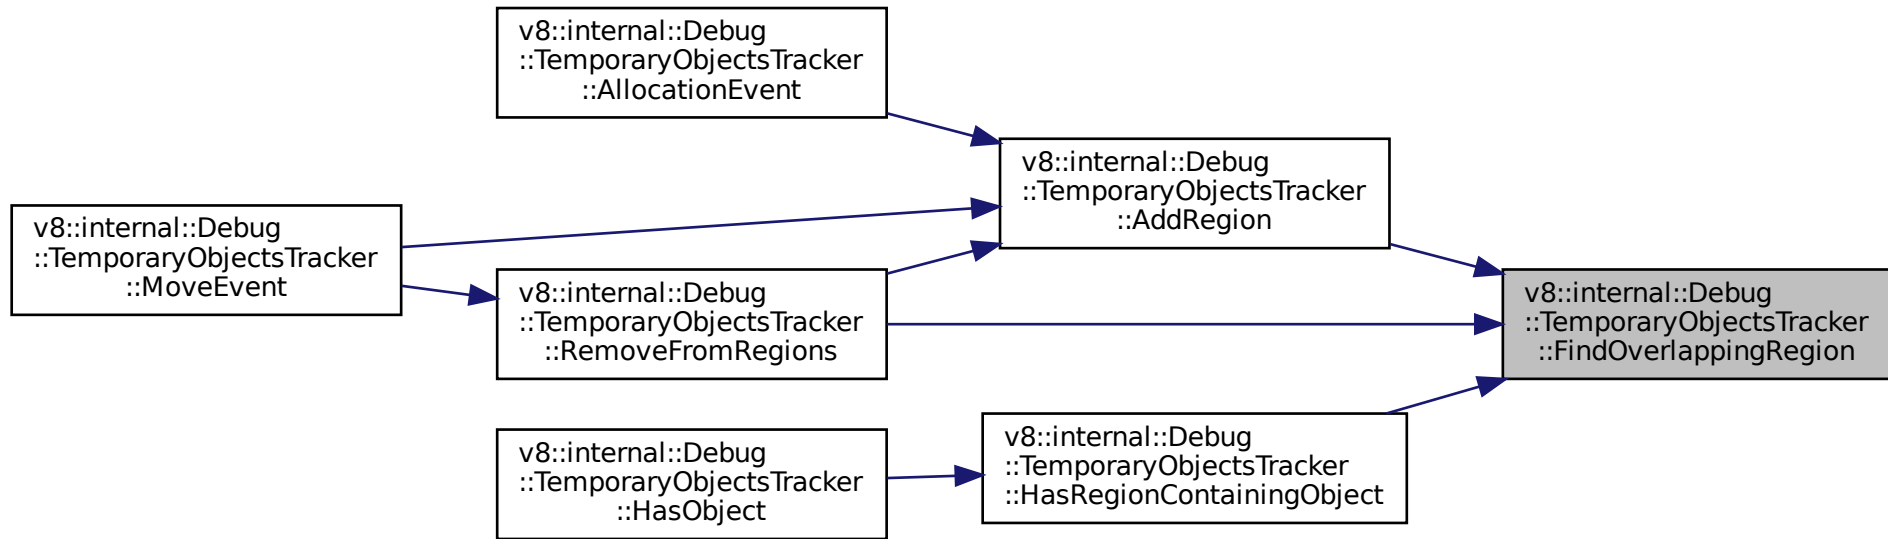 v8::internal::Debug
::TemporaryObjectsTracker
::AllocationEvent
v8::internal::Debug
::TemporaryObjectsTracker
::AddRegion
v8::internal::Debug
::TemporaryObjectsTracker
::MoveEvent
v8::internal::Debug
::TemporaryObjectsTracker
::RemoveFromRegions
v8::internal::Debug
::TemporaryObjectsTracker
::FindOverlappingRegion
v8::internal::Debug
::TemporaryObjectsTracker
::HasRegionContainingObject
v8::internal::Debug
::TemporaryObjectsTracker
::HasObject